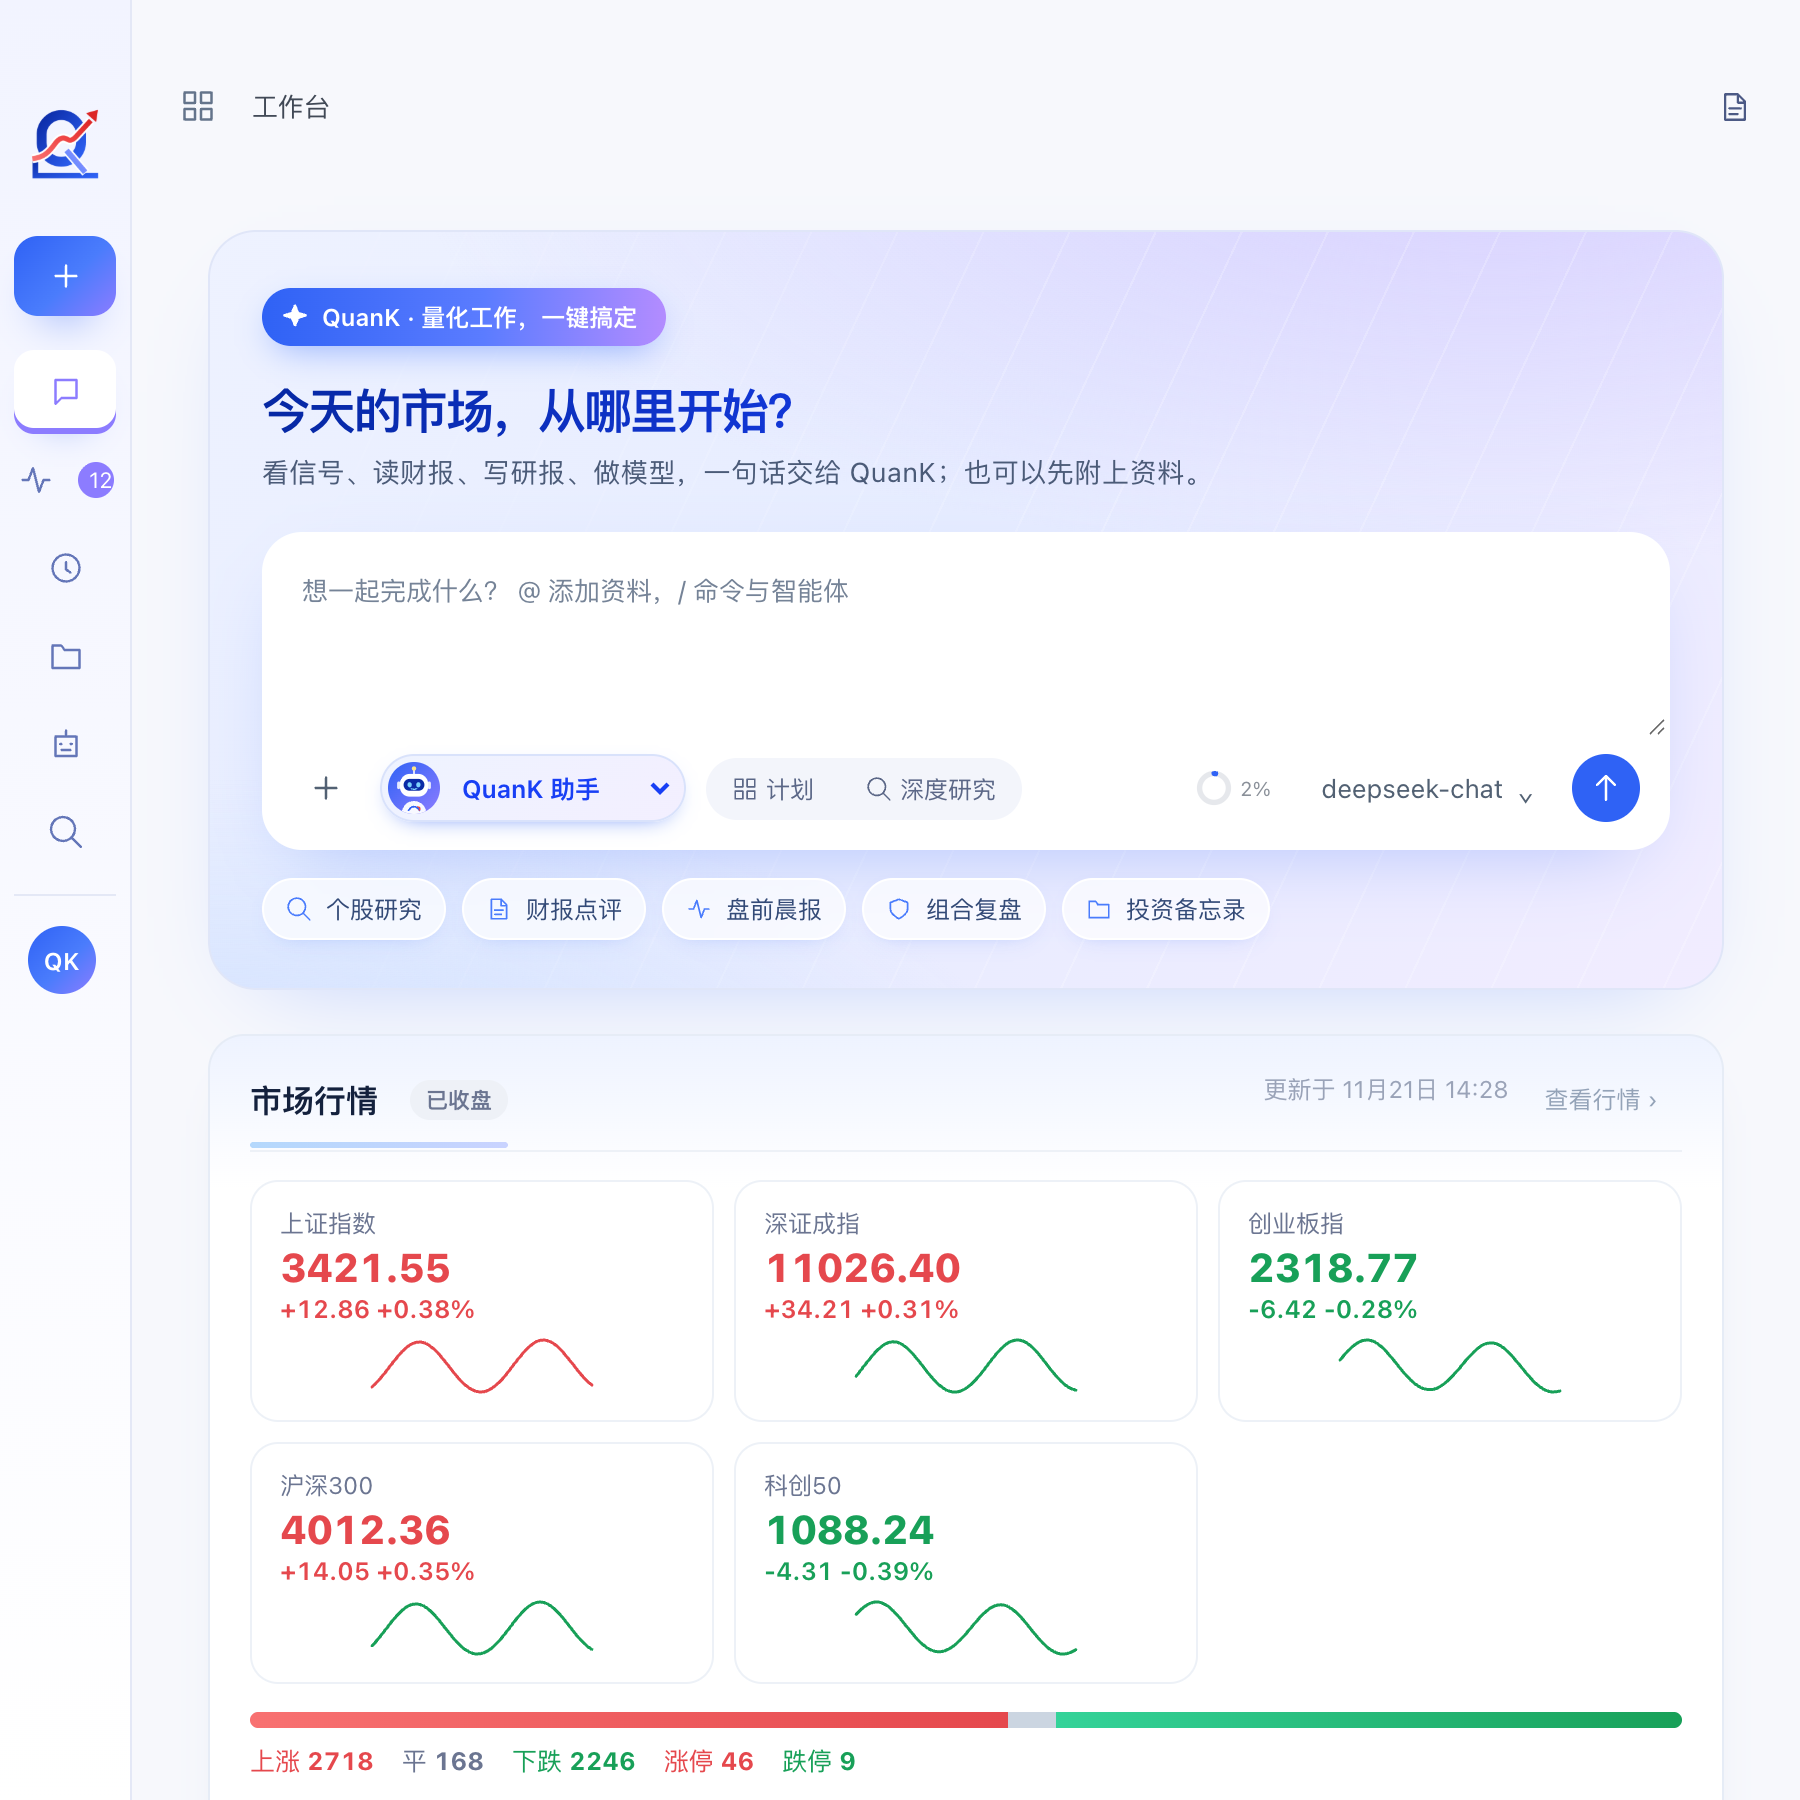 工作台
12
QK
QuanK · 量化工作，一键搞定
今天的市场，从哪里开始？
看信号、读财报、写研报、做模型，一句话交给 QuanK；也可以先附上资料。
想一起完成什么？ @ 添加资料，/ 命令与智能体
QuanK 助手 计划 深度研究 2% deepseek-chat
个股研究 财报点评 盘前晨报 组合复盘 投资备忘录
市场行情 已收盘 更新于 11月21日 14:28 查看行情 ›
上证指数 深证成指 创业板指
3421.55 11026.40 2318.77
+12.86 +0.38% +34.21 +0.31% -6.42 -0.28%
沪深300 科创50
4012.36 1088.24
+14.05 +0.35% -4.31 -0.39%
上涨 2718 平 168 下跌 2246 涨停 46 跌停 9